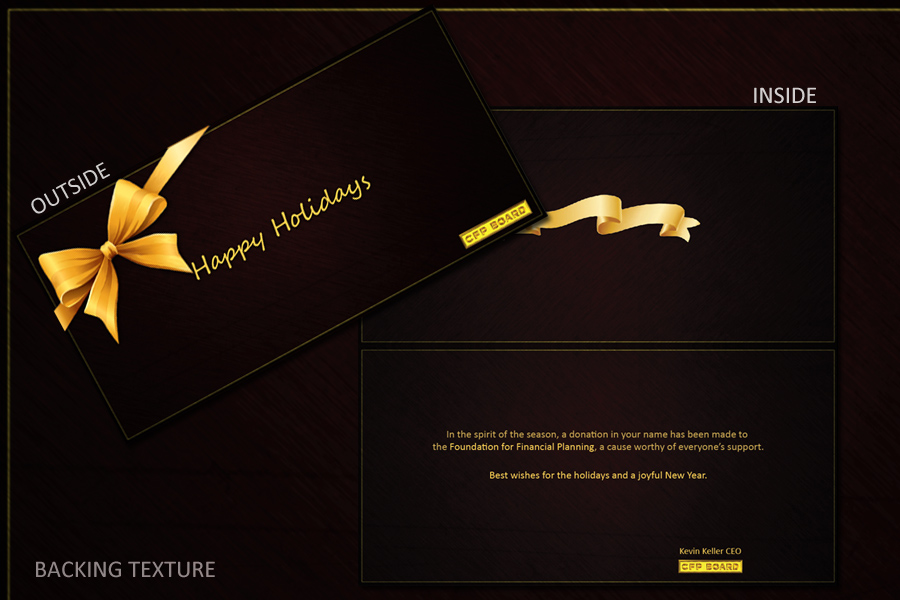 OUTSIDE
Happy Holidays
CFP BOARD
INSIDE
In the spirit of the season, a donation in your name has been made to
the Foundation for Financial Planning, a cause worthy of everyone's support.
Best wishes for the holidays and a joyful New Year.
Kevin Keller CEO
CFP BOARD
BACKING TEXTURE